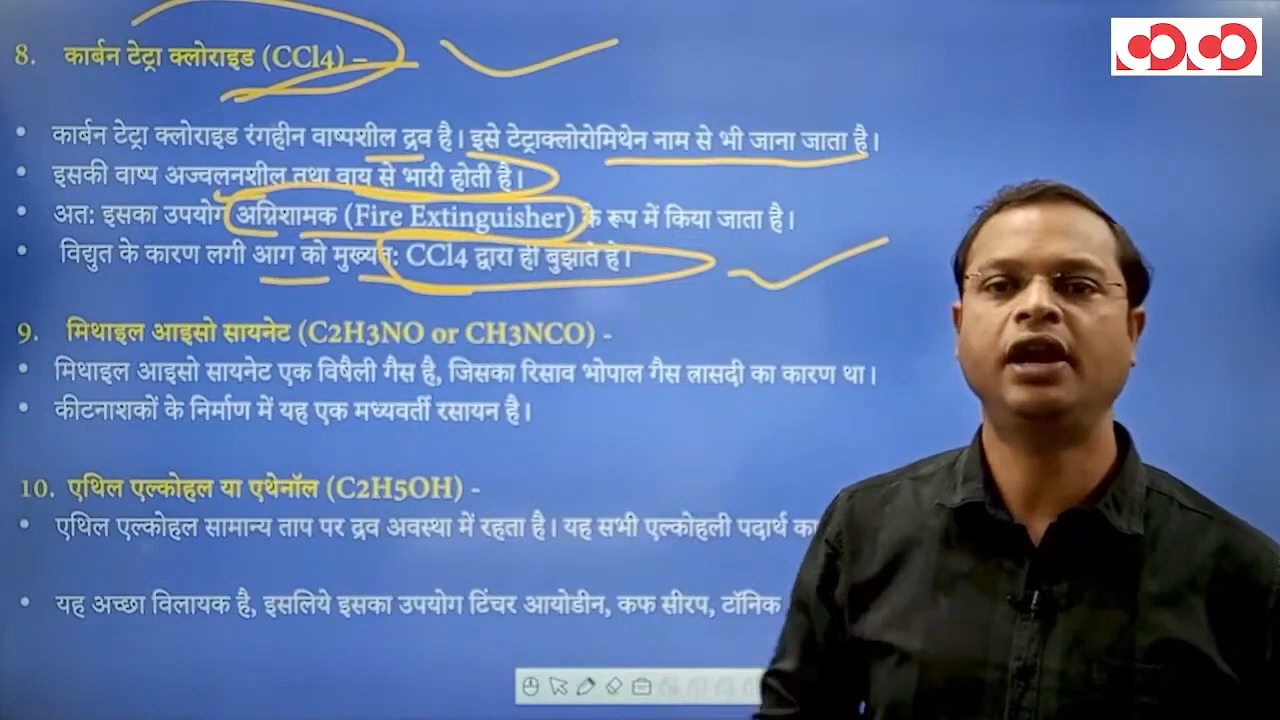 8. कार्बन टेट्रा क्लोराइड (CCl4) –
• कार्बन टेट्रा क्लोराइड रंगहीन वाष्पशील द्रव है। इसे टेट्राक्लोरोमिथेन नाम से भी जाना जाता है।
• इसकी वाष्प अज्वलनशील तथा वायु से भारी होती है।
• अत: इसका उपयोग अग्निशामक (Fire Extinguisher) के रूप में किया जाता है।
विद्युत के कारण लगी आग को मुख्यत: CCl4 द्वारा ही बुझाते हे।
9. मिथाइल आइसो सायनेट (C2H3NO or CH3NCO) -
• मिथाइल आइसो सायनेट एक विषैली गैस है, जिसका रिसाव भोपाल गैस त्रासदी का कारण था।
• कीटनाशकों के निर्माण में यह एक मध्यवर्ती रसायन है।
10. एथिल एल्कोहल या एथेनॉल (C2H5OH) -
• एथिल एल्कोहल सामान्य ताप पर द्रव अवस्था में रहता है। यह सभी एल्कोहली पदार्थ का
• यह अच्छा विलायक है, इसलिये इसका उपयोग टिंचर आयोडीन, कफ सीरप, टॉनिक